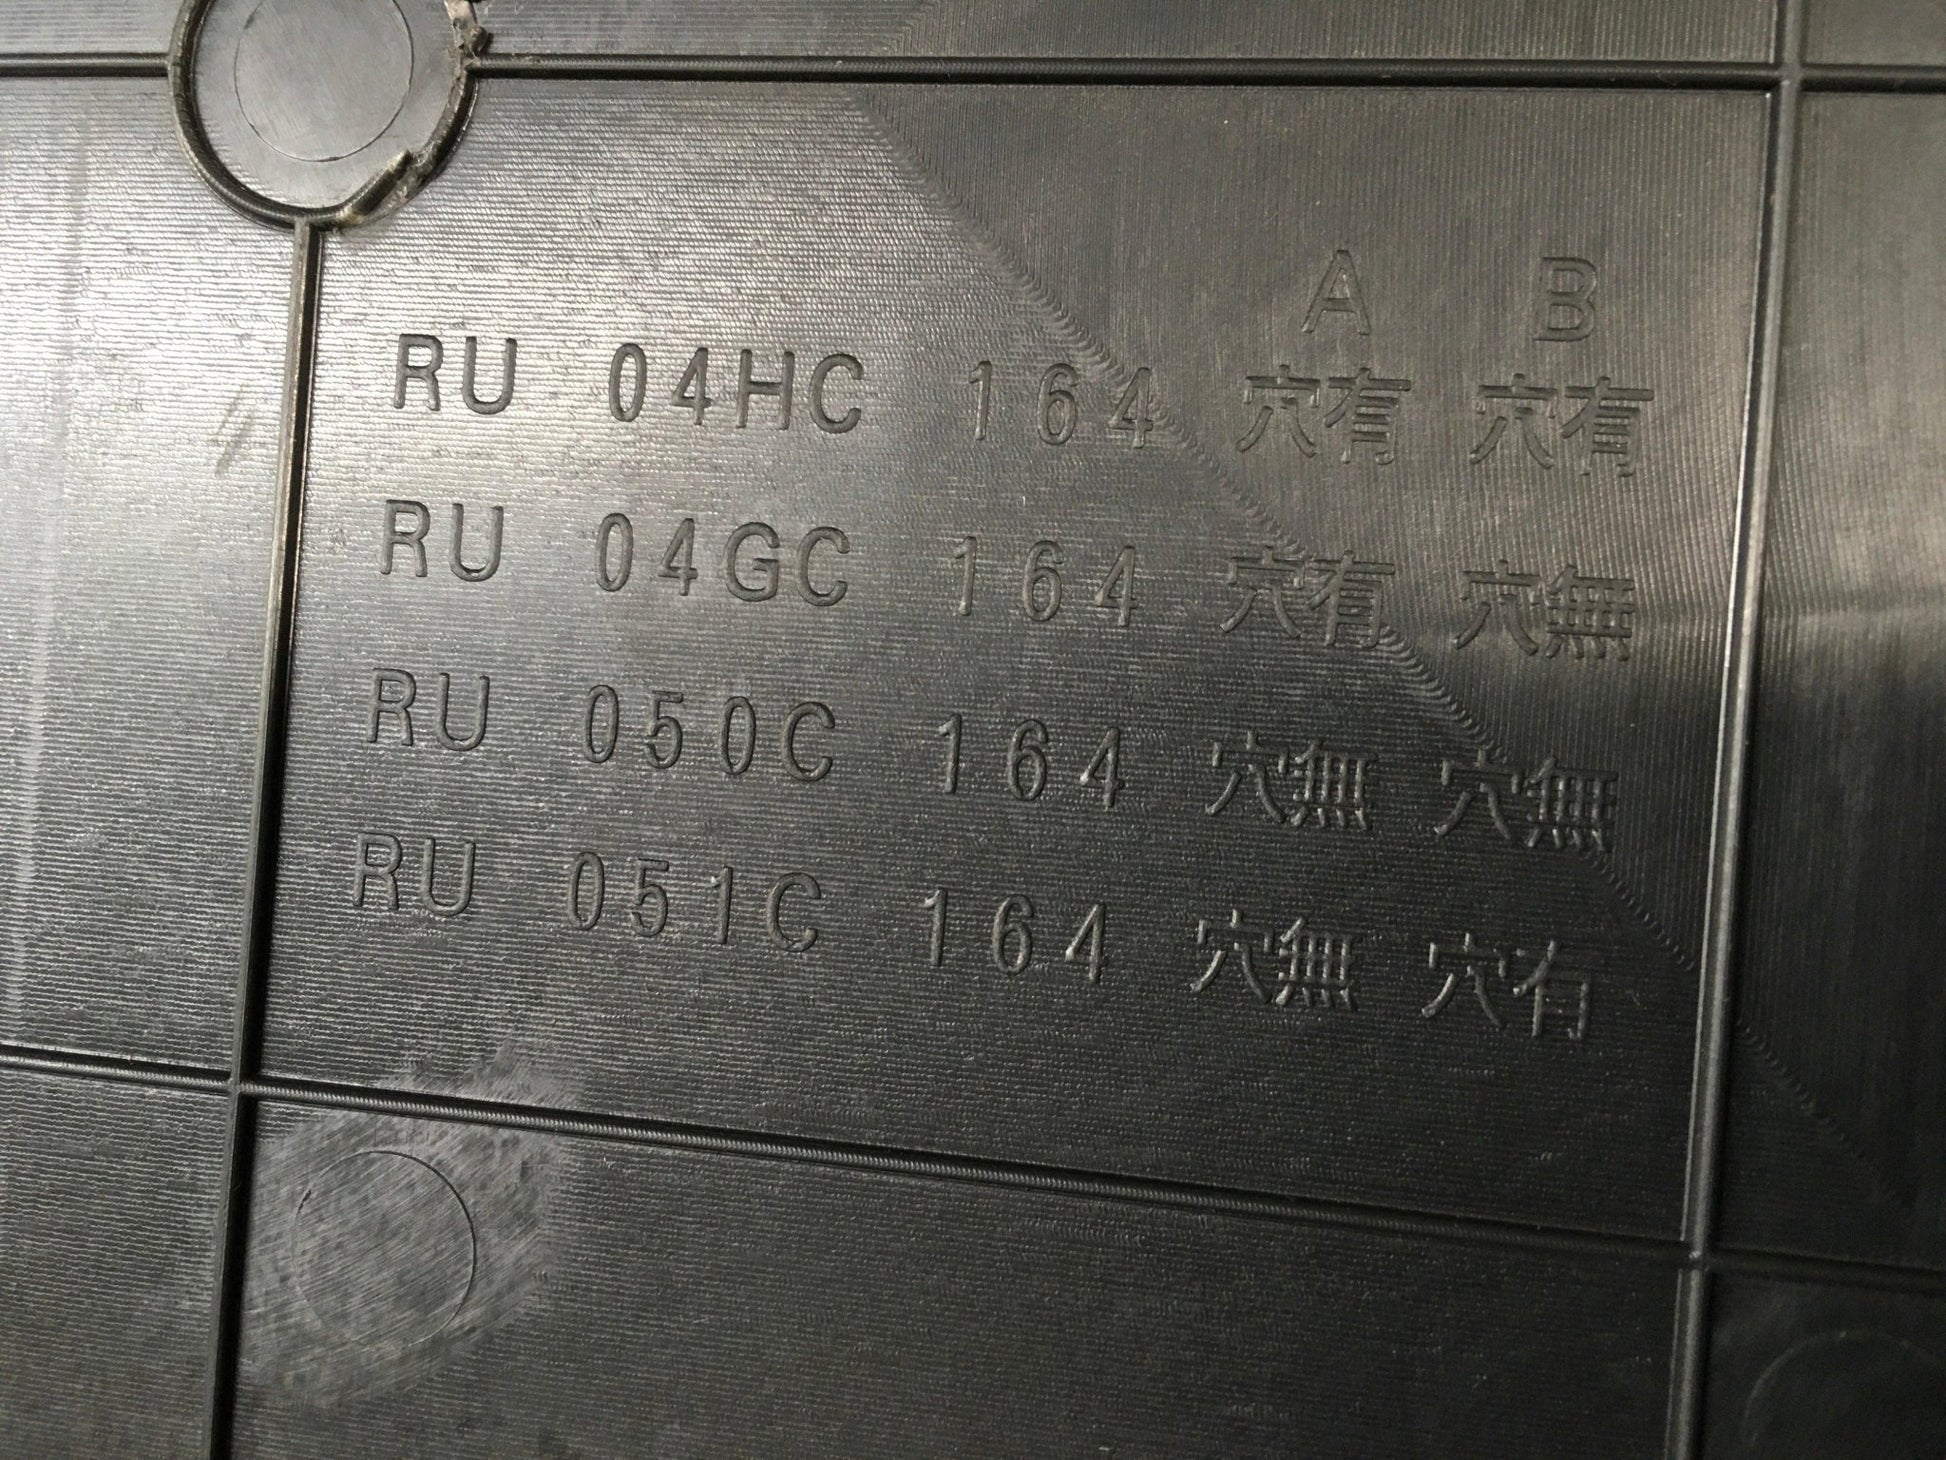 A B
RU 04HC 164 穴有 穴有
RU 04GC 164 穴有 穴無
RU 050C 164 穴無 穴無
RU 051C 164 穴無 穴有